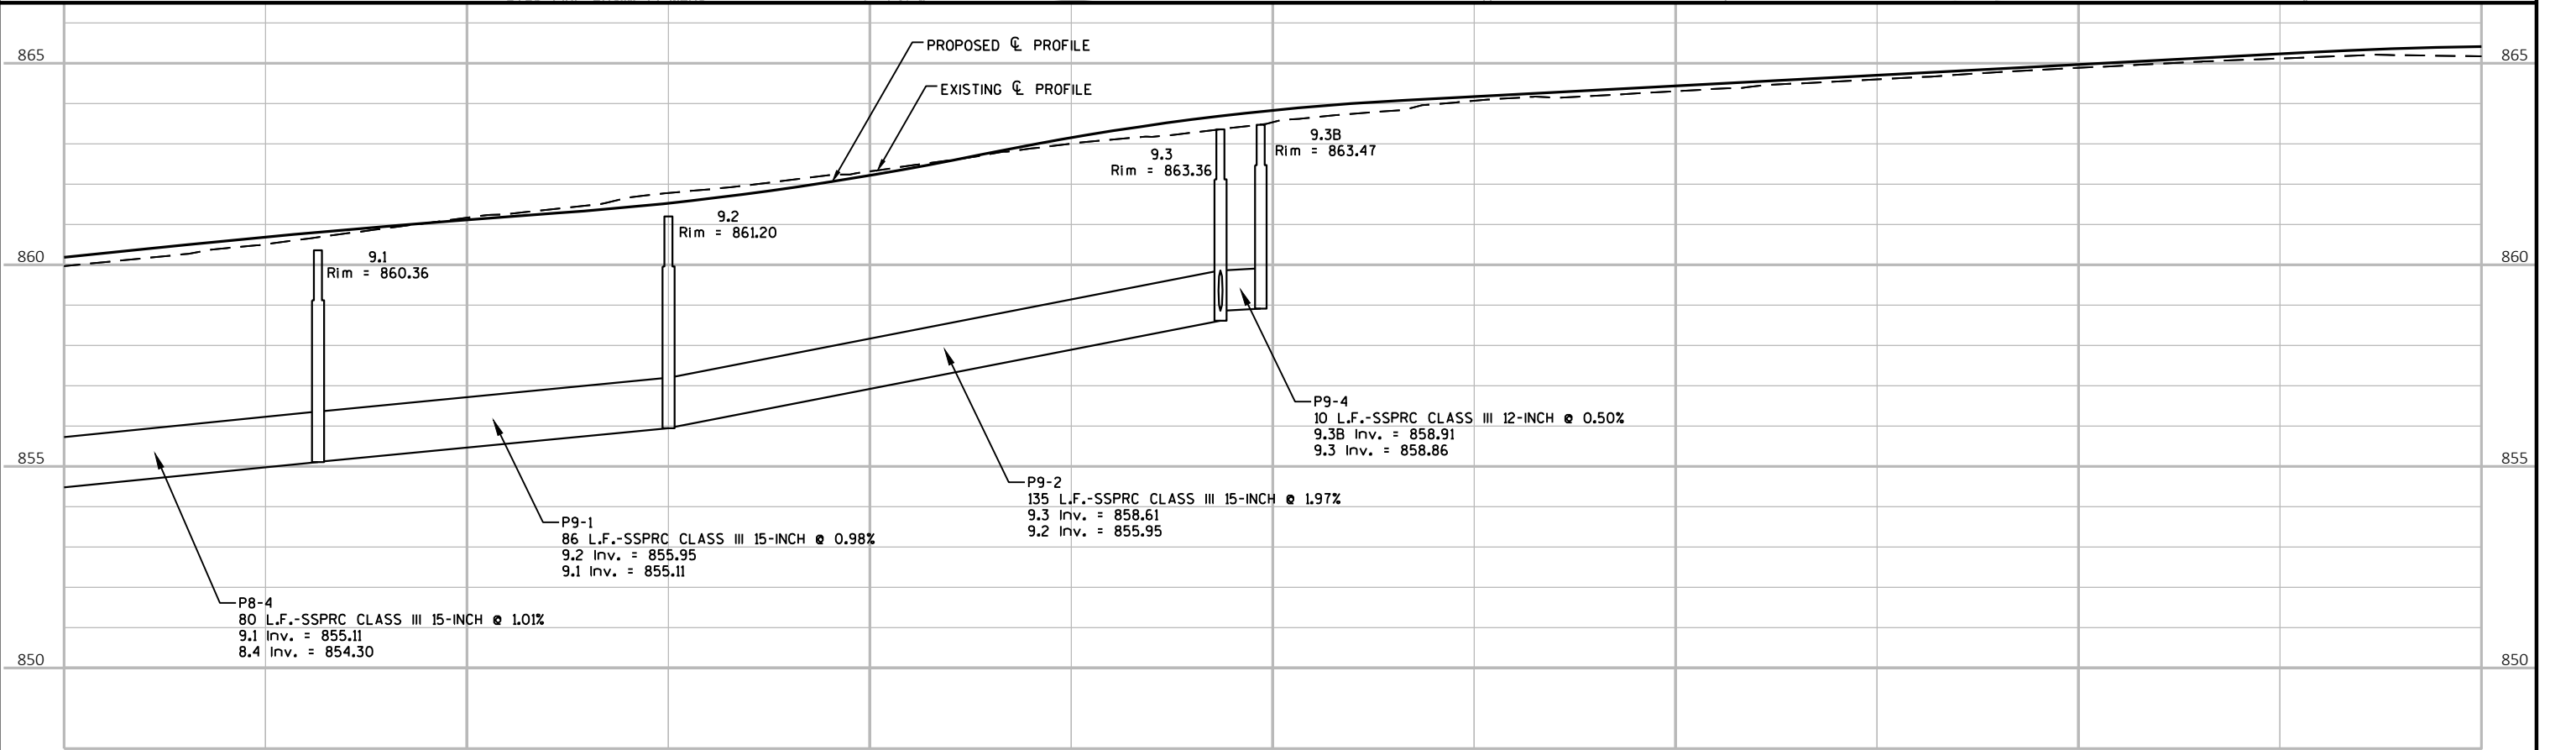 865
865
PROPOSED ℄ PROFILE
EXISTING ℄ PROFILE
9.3B
Rim = 863.47
9.3
Rim = 863.36
9.2
Rim = 861.20
860
860
9.1
Rim = 860.36
P9-4
10 L.F.-SSPRC CLASS III 12-INCH @ 0.50%
9.3B Inv. = 858.91
9.3 Inv. = 858.86
855
855
P9-2
135 L.F.-SSPRC CLASS III 15-INCH @ 1.97%
9.3 Inv. = 858.61
9.2 Inv. = 855.95
P9-1
86 L.F.-SSPRC CLASS III 15-INCH @ 0.98%
9.2 Inv. = 855.95
9.1 Inv. = 855.11
P8-4
80 L.F.-SSPRC CLASS III 15-INCH @ 1.01%
9.1 Inv. = 855.11
8.4 Inv. = 854.30
850
850